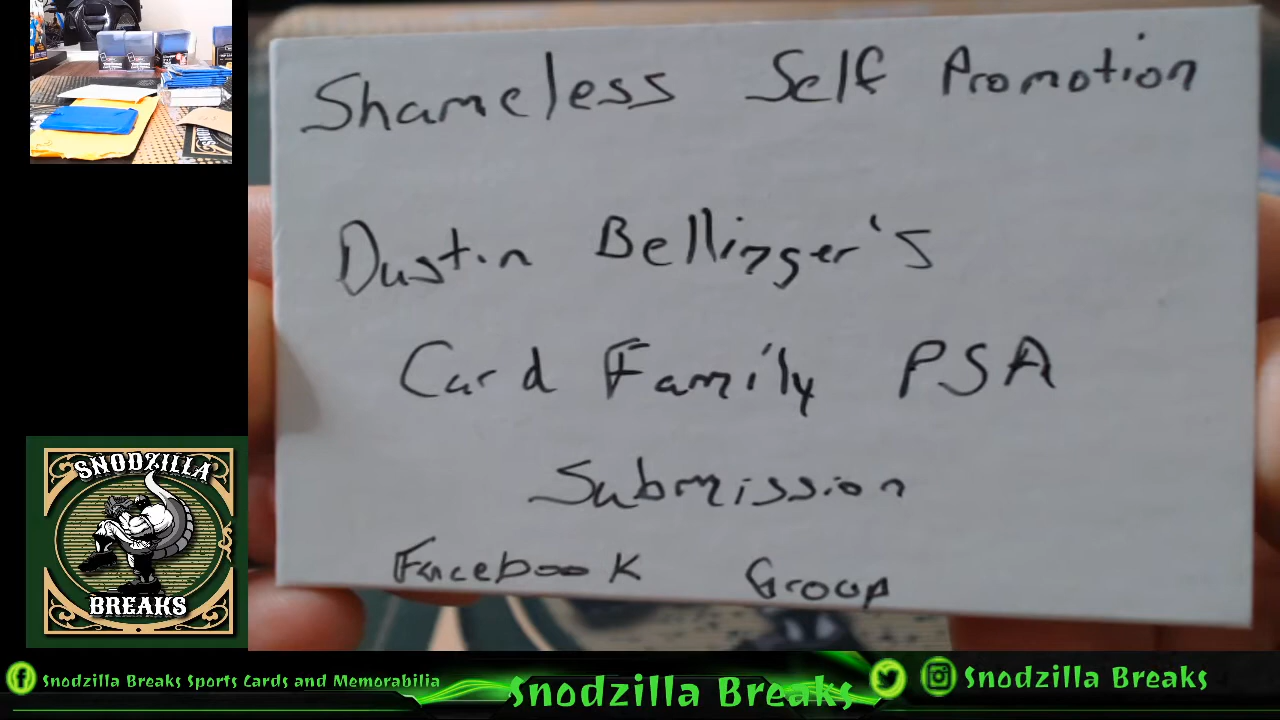 Shameless Self Promotion
Dustin Bellinger's
Card Family PSA
Submission
Facebook Group
SNODZILLA
BREAKS
Snodzilla Breaks Sports Cards and Memorabilia
Snodzilla Breaks
Snodzilla Breaks